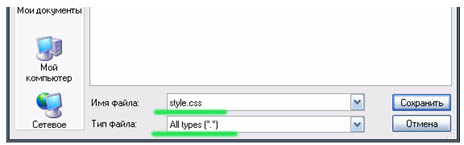 Мои документы
Мой
компьютер
Сетевое
Имя файла: style.css Сохранить
Тип файла: All types (*.*) Отмена